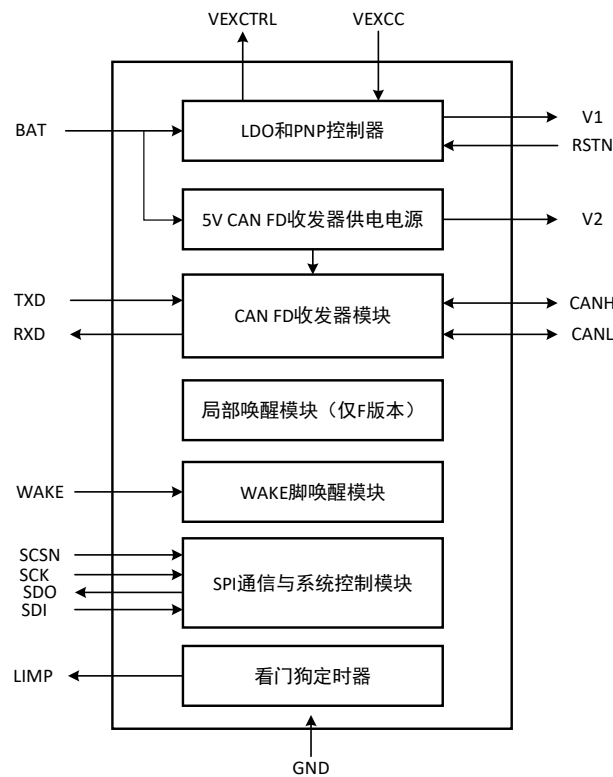 VEXCTRL
VEXCC
BAT
LDO和PNP控制器
V1
RSTN
5V CAN FD收发器供电电源
V2
TXD
RXD
CAN FD收发器模块
CANH
CANL
局部唤醒模块（仅F版本）
WAKE
WAKE脚唤醒模块
SCSN
SCK
SDO
SDI
SPI通信与系统控制模块
LIMP
看门狗定时器
GND